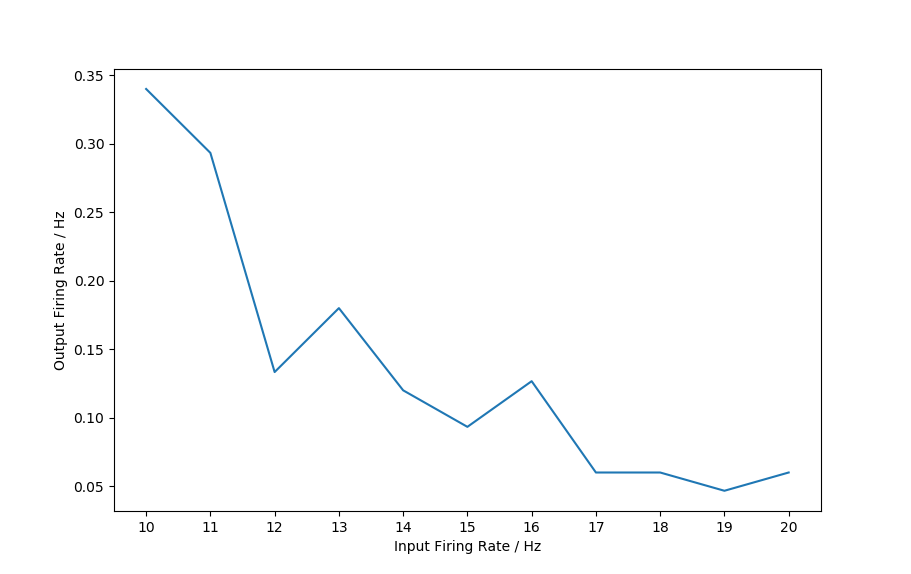 0.35
0.30
0.25
0.20
0.15
0.10
0.05
Output Firing Rate / Hz
10 11 12 13 14 15 16 17 18 19 20
Input Firing Rate / Hz